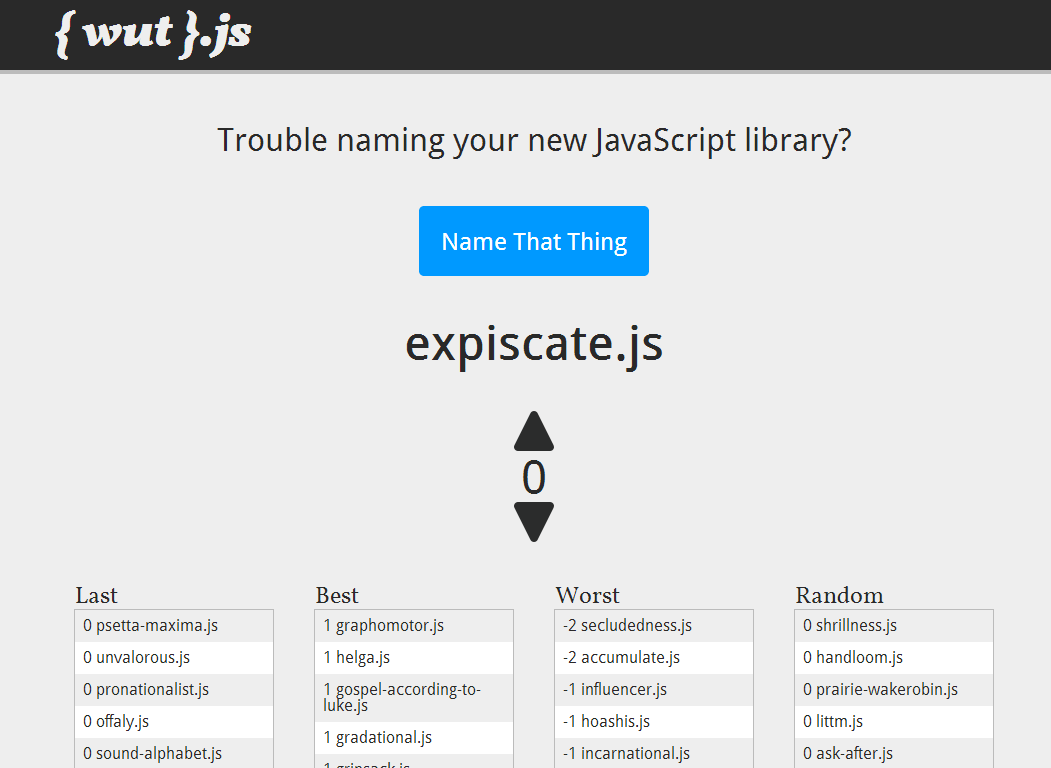 { wut }.js
Trouble naming your new JavaScript library?
Name That Thing
expiscate.js
0
Last
0 psetta-maxima.js
0 unvalorous.js
0 pronationalist.js
0 offaly.js
0 sound-alphabet.js
Best
1 graphomotor.js
1 helga.js
1 gospel-according-to-
luke.js
1 gradational.js
1 gripsack.js
Worst
-2 secludedness.js
-2 accumulate.js
-1 influencer.js
-1 hoashis.js
-1 incarnational.js
Random
0 shrillness.js
0 handloom.js
0 prairie-wakerobin.js
0 littm.js
0 ask-after.js